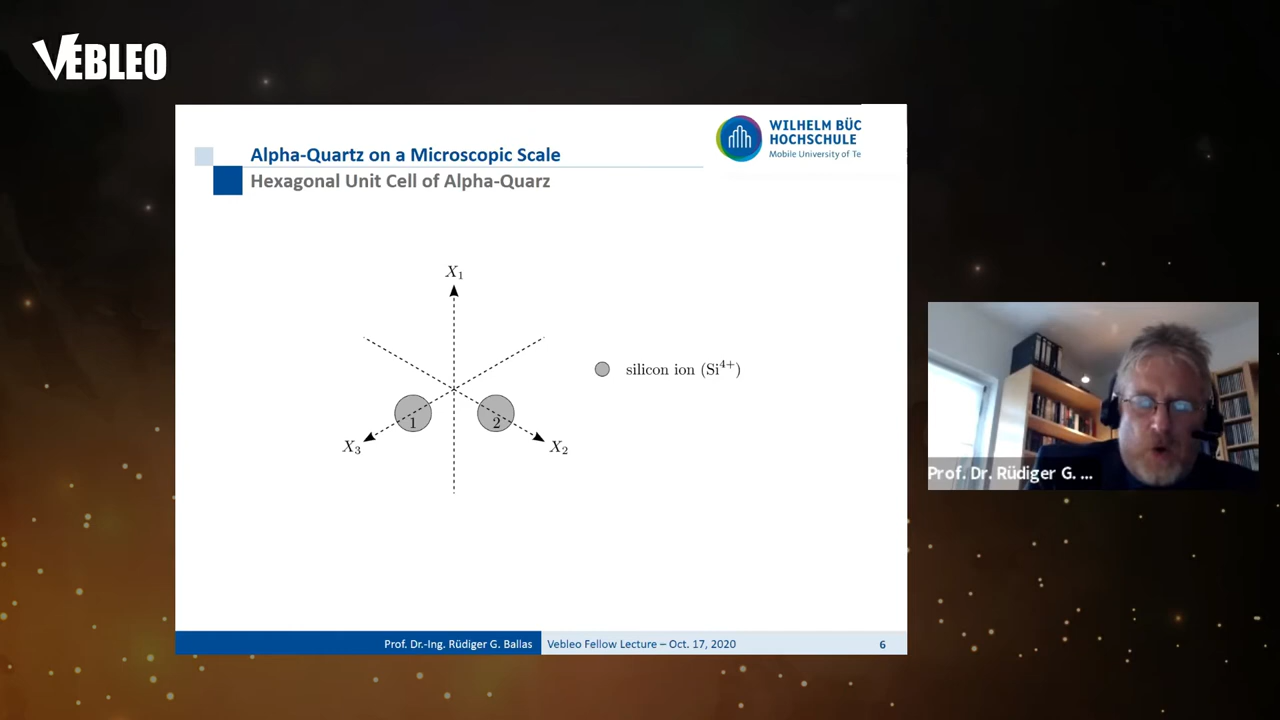 VEBLEO
WILHELM BÜC
HOCHSCHULE
Mobile University of Te
Alpha-Quartz on a Microscopic Scale
Hexagonal Unit Cell of Alpha-Quarz
X₁
silicon ion (Si⁴⁺)
1
2
X₃
X₂
Prof. Dr. Rüdiger G. ...
Prof. Dr.-Ing. Rüdiger G. Ballas
Vebleo Fellow Lecture – Oct. 17, 2020
6